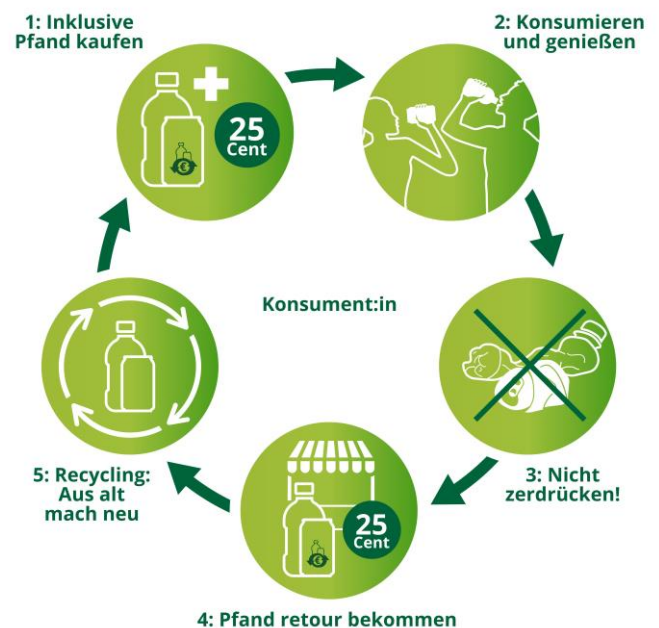 1: Inklusive
Pfand kaufen
25
Cent
2: Konsumieren
und genießen
Konsument:in
3: Nicht
zerdrücken!
25
Cent
4: Pfand retour bekommen
5: Recycling:
Aus alt
mach neu